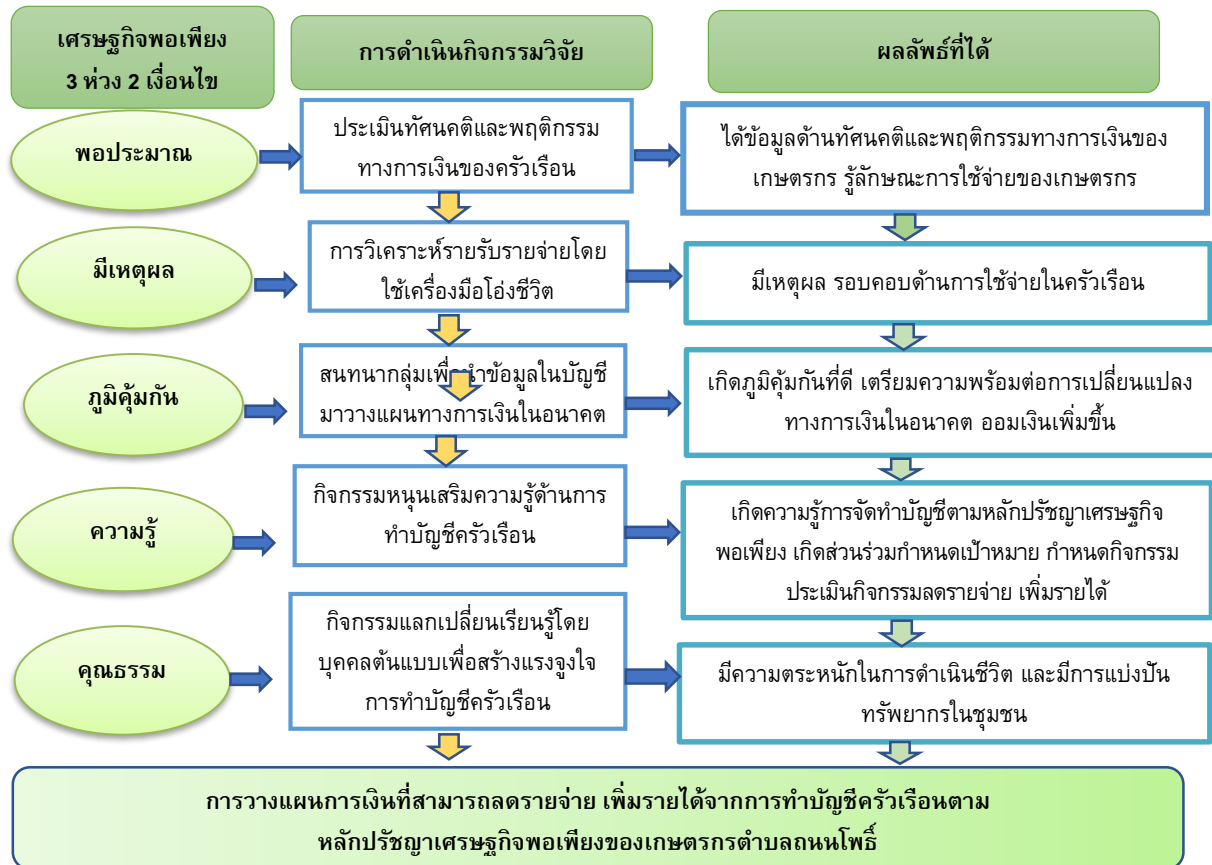 เศรษฐกิจพอเพียง
3 ห่วง 2 เงื่อนไข
การดำเนินกิจกรรมวิจัย
ผลลัพธ์ที่ได้
พอประมาณ
ประเมินทัศนคติและพฤติกรรม
ทางการเงินของครัวเรือน
ได้ข้อมูลด้านทัศนคติและพฤติกรรมทางการเงินของ
เกษตรกร รู้ลักษณะการใช้จ่ายของเกษตรกร
มีเหตุผล
การวิเคราะห์รายรับรายจ่ายโดย
ใช้เครื่องมือโอ่งชีวิต
มีเหตุผล รอบคอบด้านการใช้จ่ายในครัวเรือน
ภูมิคุ้มกัน
สนทนากลุ่มเพื่อนำข้อมูลในบัญชี
มาวางแผนทางการเงินในอนาคต
เกิดภูมิคุ้มกันที่ดี เตรียมความพร้อมต่อการเปลี่ยนแปลง
ทางการเงินในอนาคต ออมเงินเพิ่มขึ้น
ความรู้
กิจกรรมหนุนเสริมความรู้ด้านการ
ทำบัญชีครัวเรือน
เกิดความรู้การจัดทำบัญชีตามหลักปรัชญาเศรษฐกิจ
พอเพียง เกิดส่วนร่วมกำหนดเป้าหมาย กำหนดกิจกรรม
ประเมินกิจกรรมลดรายจ่าย เพิ่มรายได้
คุณธรรม
กิจกรรมแลกเปลี่ยนเรียนรู้โดย
บุคคลต้นแบบเพื่อสร้างแรงจูงใจ
การทำบัญชีครัวเรือน
มีความตระหนักในการดำเนินชีวิต และมีการแบ่งปัน
ทรัพยากรในชุมชน
การวางแผนการเงินที่สามารถลดรายจ่าย เพิ่มรายได้จากการทำบัญชีครัวเรือนตาม
หลักปรัชญาเศรษฐกิจพอเพียงของเกษตรกรตำบลถนนโพธิ์